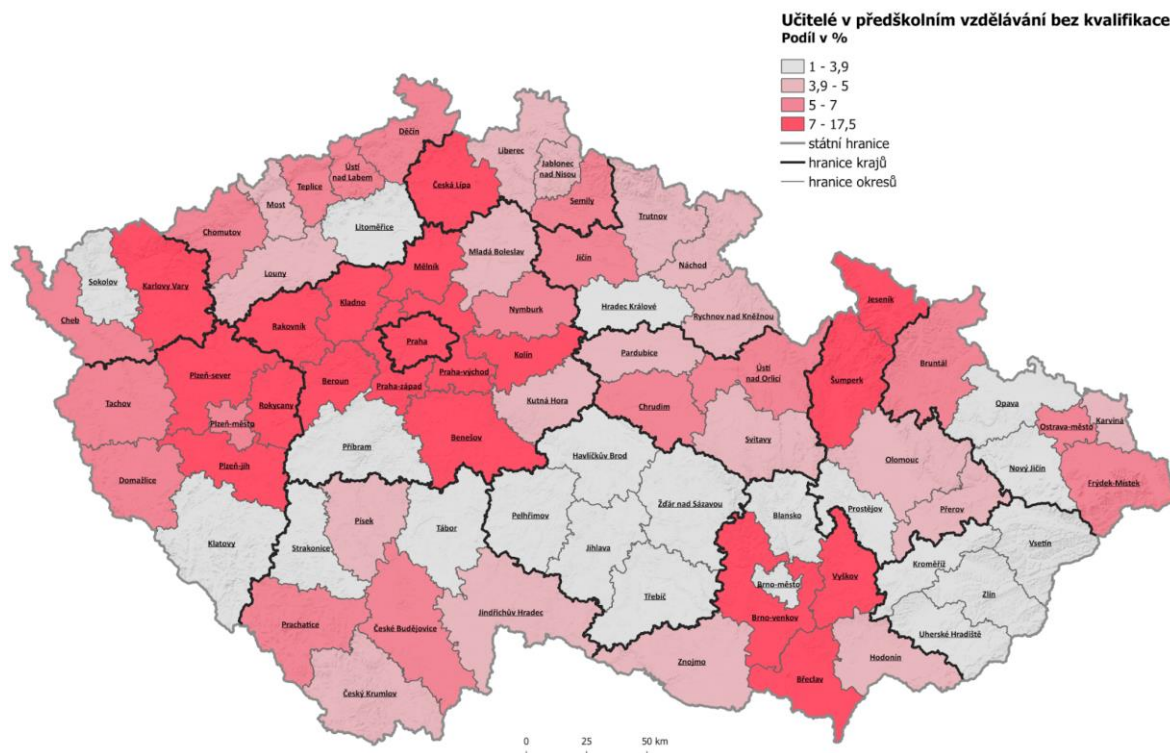 Učitelé v předškolním vzdělávání bez kvalifikace
Podíl v %
1 - 3,9
3,9 - 5
5 - 7
7 - 17,5
státní hranice
hranice krajů
hranice okresů
Děčín
Liberec
Jablonec
nad Nisou
Ústí
nad Labem
Teplice
Česká Lípa
Semily
Most
Trutnov
Litoměřice
Chomutov
Mladá Boleslav
Jičín
Náchod
Louny
Mělník
Sokolov
Karlovy Vary
Jeseník
Kladno
Hradec Králové
Nymburk
Rychnov nad Kněžnou
Cheb
Rakovník
Praha
Kolín
Pardubice
Bruntál
Plzeň-sever
Praha-východ
Ústí
nad Orlicí
Šumperk
Beroun
Praha-západ
Kutná Hora
Opava
Tachov
Rokycany
Chrudim
Plzeň-město
Ostrava-město
Karviná
Benešov
Svitavy
Příbram
Havlíčkův Brod
Olomouc
Plzeň-jih
Nový Jičín
Domažlice
Frýdek-Místek
Žďár nad Sázavou
Prostějov
Přerov
Písek
Tábor
Pelhřimov
Blansko
Klatovy
Strakonice
Jihlava
Vsetín
Kroměříž
Vyškov
Brno-město
Třebíč
Zlín
Jindřichův Hradec
Brno-venkov
Prachatice
České Budějovice
Uherské Hradiště
Hodonín
Znojmo
Břeclav
Český Krumlov
0 25 50 km